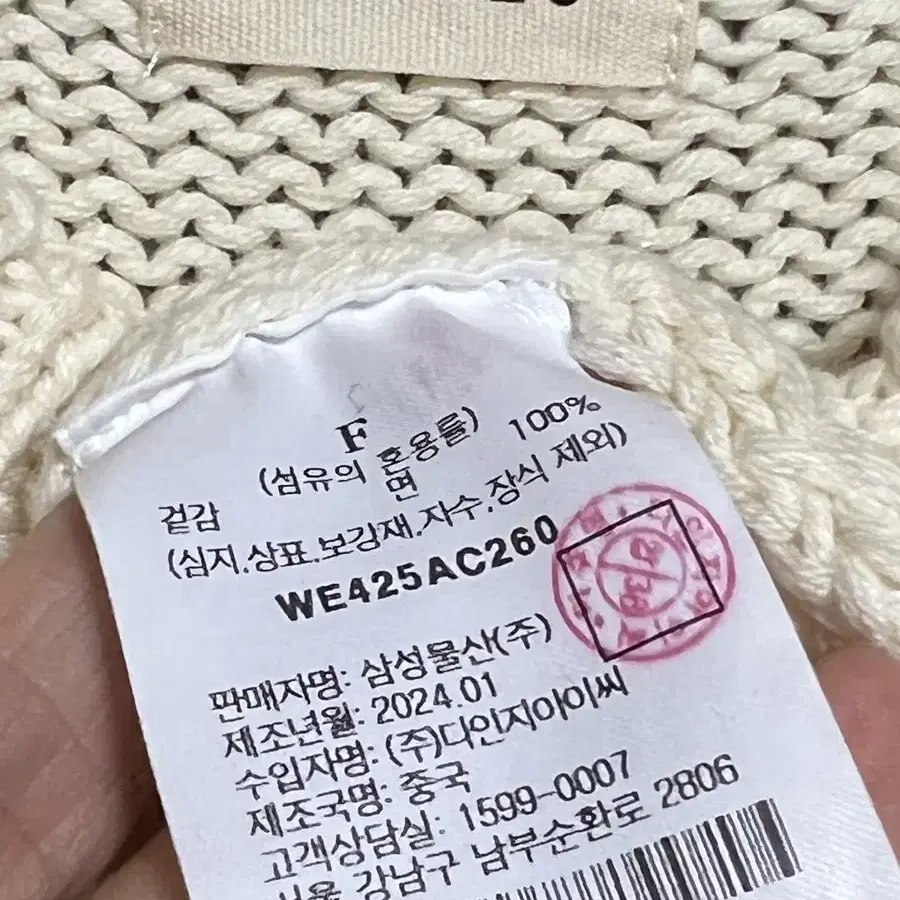 F
(섬유의 혼용률)
겉감 면 100%
(심지,상표,보강재,자수,장식 제외)
WE425AC260
판매자명: 삼성물산(주)
제조년월: 2024.01
수입자명: (주)다인지아이씨
제조국명: 중국
고객상담실: 1599-0007
서울 강남구 남부순환로 2806